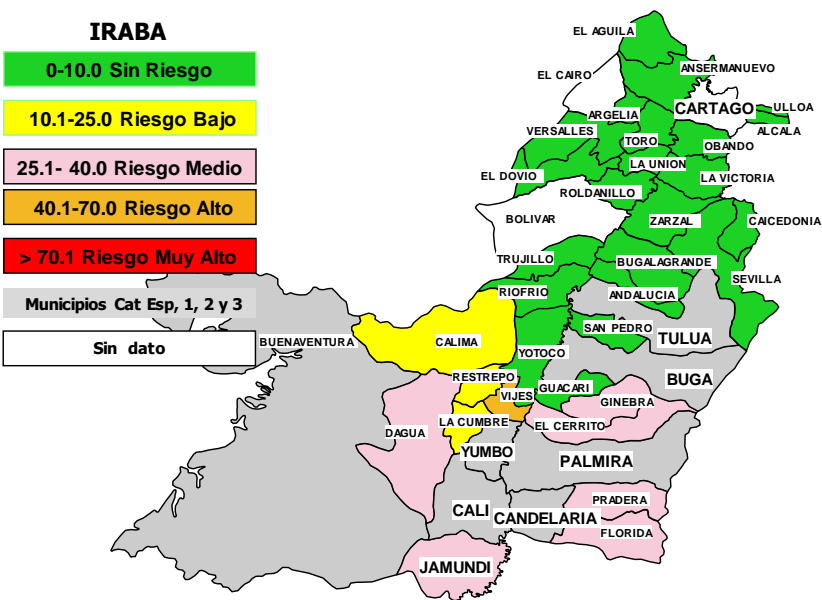 IRABA
0-10.0 Sin Riesgo
10.1-25.0 Riesgo Bajo
25.1- 40.0 Riesgo Medio
40.1-70.0 Riesgo Alto
> 70.1 Riesgo Muy Alto
Municipios Cat Esp, 1, 2 y 3
Sin dato
EL AGUILA
EL CAIRO
ANSERMANUEVO
ARGELIA
CARTAGO
ULLOA
VERSALLES
TORO
ALCALA
OBANDO
LA UNION
EL DOVIO
LA VICTORIA
ROLDANILLO
BOLIVAR
ZARZAL
CAICEDONIA
TRUJILLO
BUGALAGRANDE
SEVILLA
RIOFRIO
ANDALUCIA
SAN PEDRO
TULUA
BUENAVENTURA
CALIMA
YOTOCO
RESTREPO
BUGA
GUACARI
VIJES
GINEBRA
LA CUMBRE
EL CERRITO
DAGUA
YUMBO
PALMIRA
PRADERA
CALI
CANDELARIA
FLORIDA
JAMUNDI